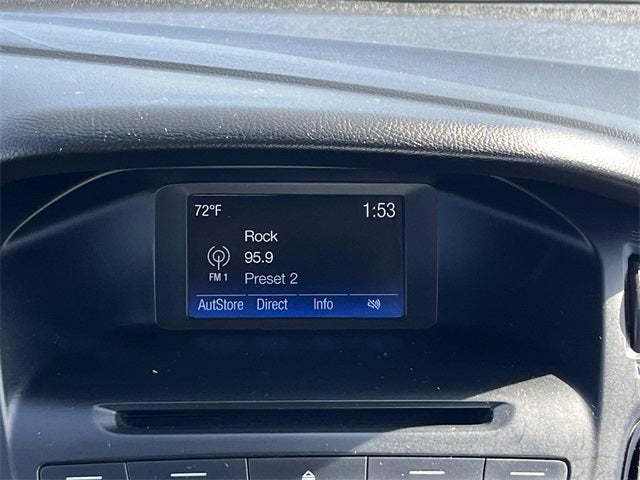 72°F 1:53
Rock
95.9
FM 1 Preset 2
AutStore Direct Info